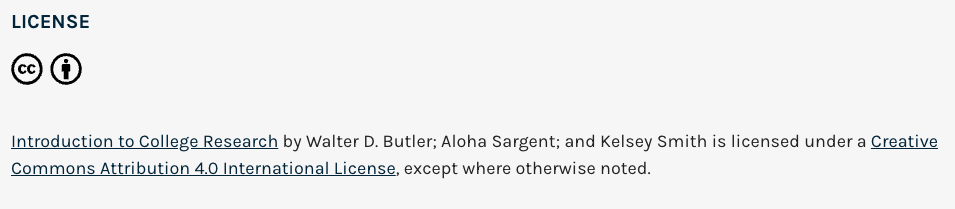 LICENSE
cc
Introduction to College Research by Walter D. Butler; Aloha Sargent; and Kelsey Smith is licensed under a Creative
Commons Attribution 4.0 International License, except where otherwise noted.